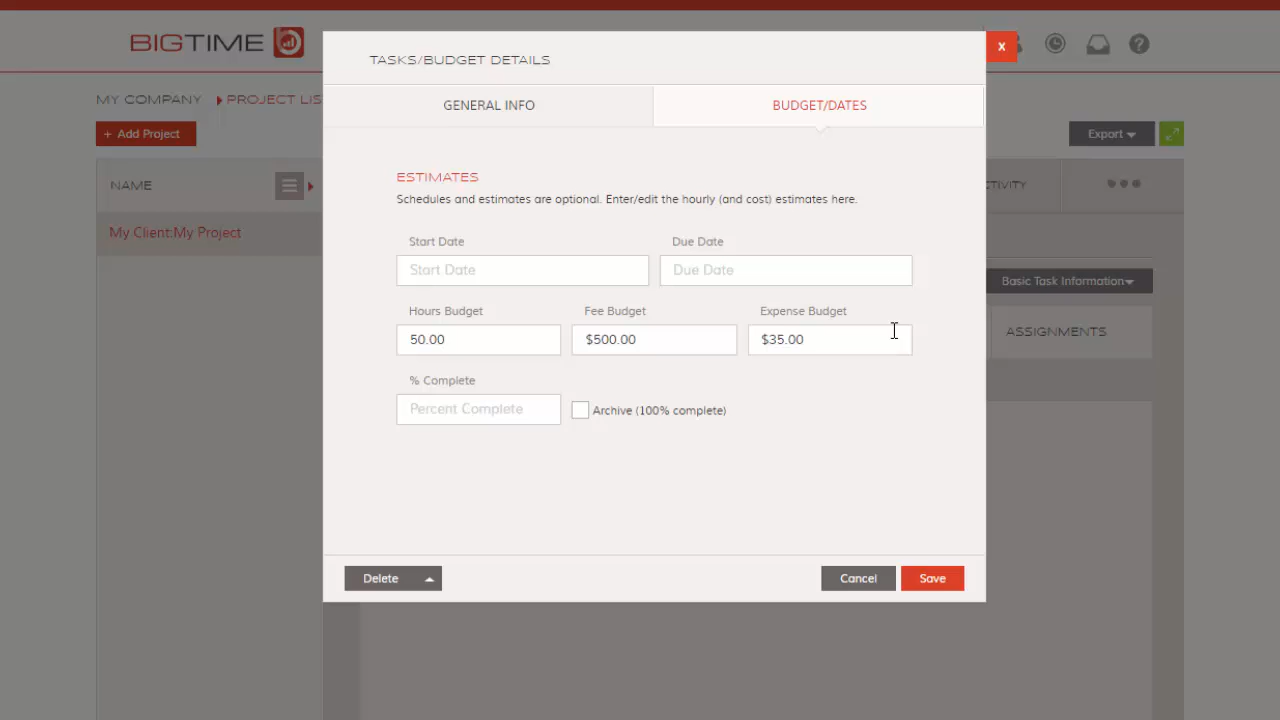 BIGTIME
TASKS/BUDGET DETAILS
x
?
MY COMPANY PROJECT LIS
GENERAL INFO
BUDGET/DATES
+ Add Project
Export
ESTIMATES
NAME
CTIVITY
Schedules and estimates are optional. Enter/edit the hourly (and cost) estimates here.
My Client:My Project
Start Date
Due Date
Start Date
Due Date
Basic Task Information
Hours Budget
Fee Budget
Expense Budget
ASSIGNMENTS
50.00
$500.00
$35.00
% Complete
Percent Complete
Archive (100% complete)
Delete
Cancel
Save